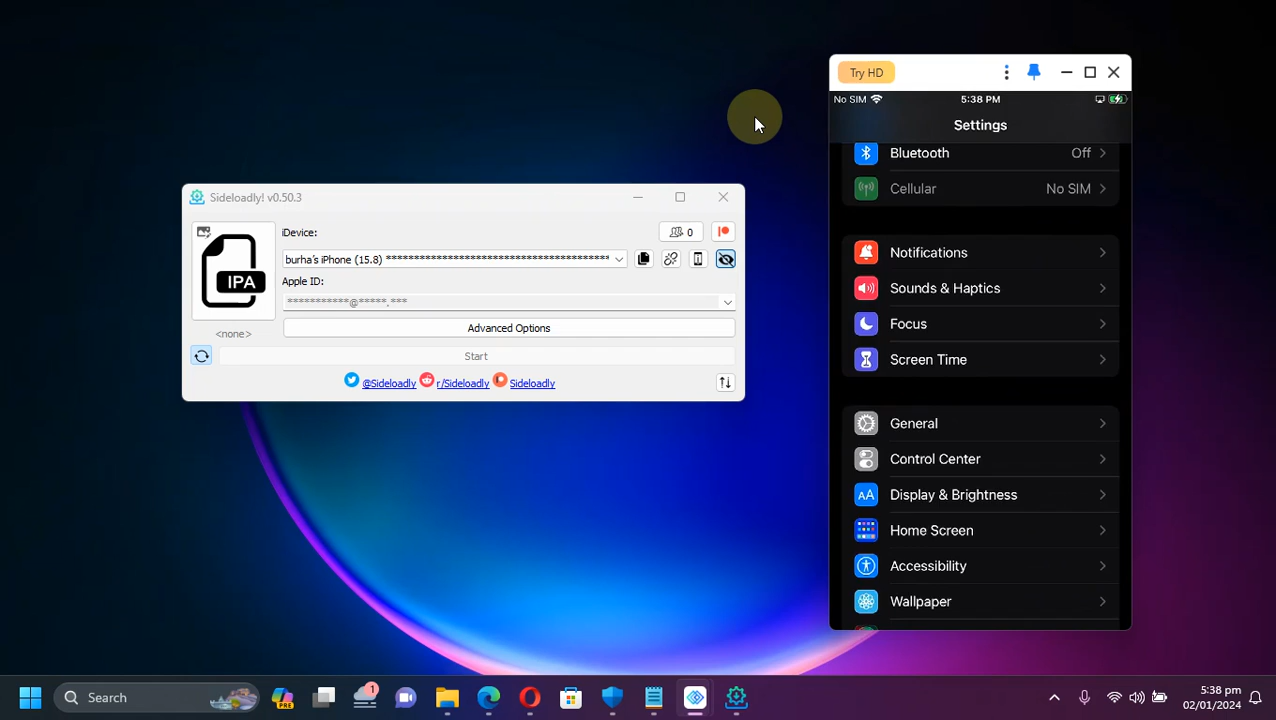 Sideloadly! v0.50.3
iDevice:
0
burha's iPhone (15.8) ****************************************
Apple ID:
***********@*****.***
IPA
<none>
Advanced Options
Start
@Sideloadly r/Sideloadly Sideloadly
Try HD
No SIM 5:38 PM
Settings
Bluetooth Off
Cellular No SIM
Notifications
Sounds & Haptics
Focus
Screen Time
General
Control Center
AA Display & Brightness
Home Screen
Accessibility
Wallpaper
Search
PRE
1
5:38 pm
02/01/2024